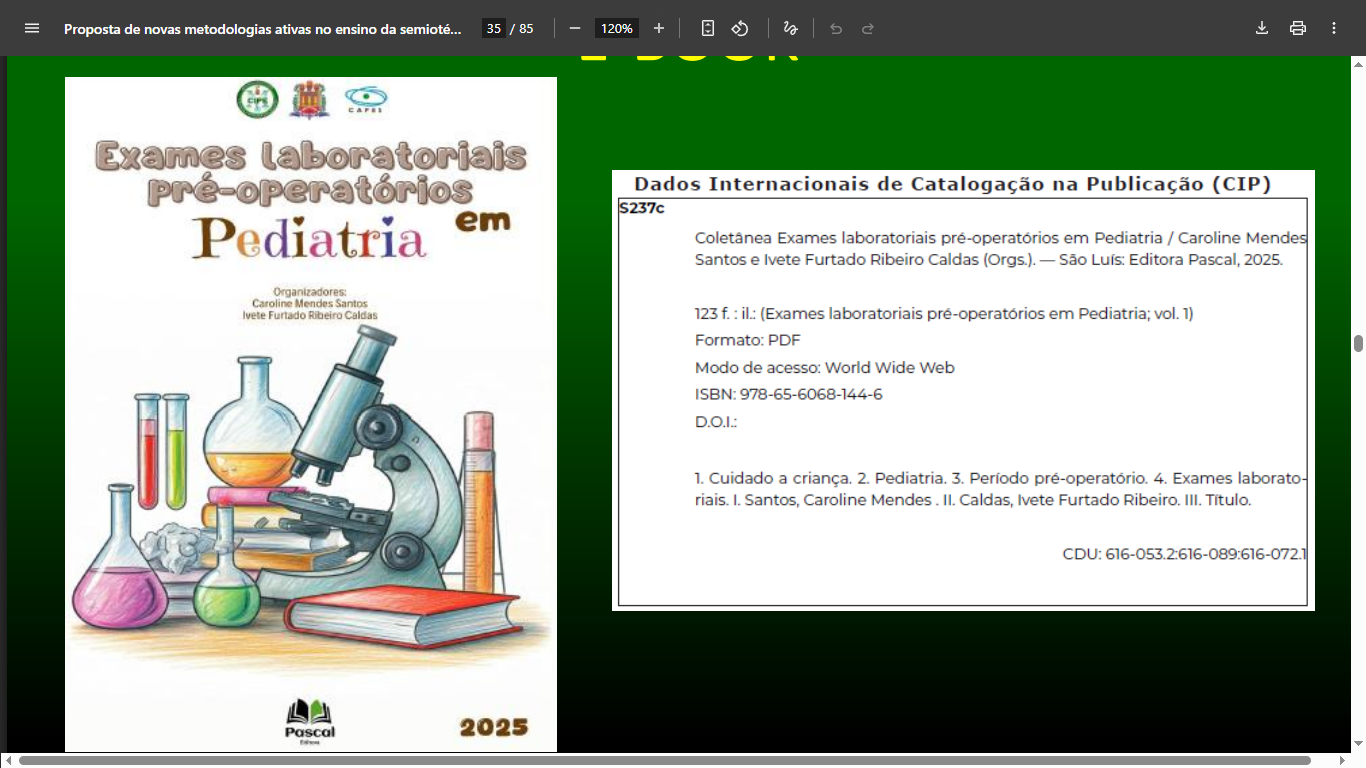 Proposta de novas metodologias ativas no ensino da semioté...
35 / 85
120%
E-BOOK
CIPE
CAPES
Exames laboratoriais
pré-operatórios
em
Pediatria
Organizadores:
Caroline Mendes Santos
Ivete Furtado Ribeiro Caldas
Pascal
Editora
2025
Dados Internacionais de Catalogação na Publicação (CIP)
S237c
Coletânea Exames laboratoriais pré-operatórios em Pediatria / Caroline Mendes
Santos e Ivete Furtado Ribeiro Caldas (Orgs.). — São Luís: Editora Pascal, 2025.
123 f. : il.: (Exames laboratoriais pré-operatórios em Pediatria; vol. 1)
Formato: PDF
Modo de acesso: World Wide Web
ISBN: 978-65-6068-144-6
D.O.I.:
1. Cuidado a criança. 2. Pediatria. 3. Período pré-operatório. 4. Exames laborato-
riais. I. Santos, Caroline Mendes . II. Caldas, Ivete Furtado Ribeiro. III. Título.
CDU: 616-053.2:616-089:616-072.1